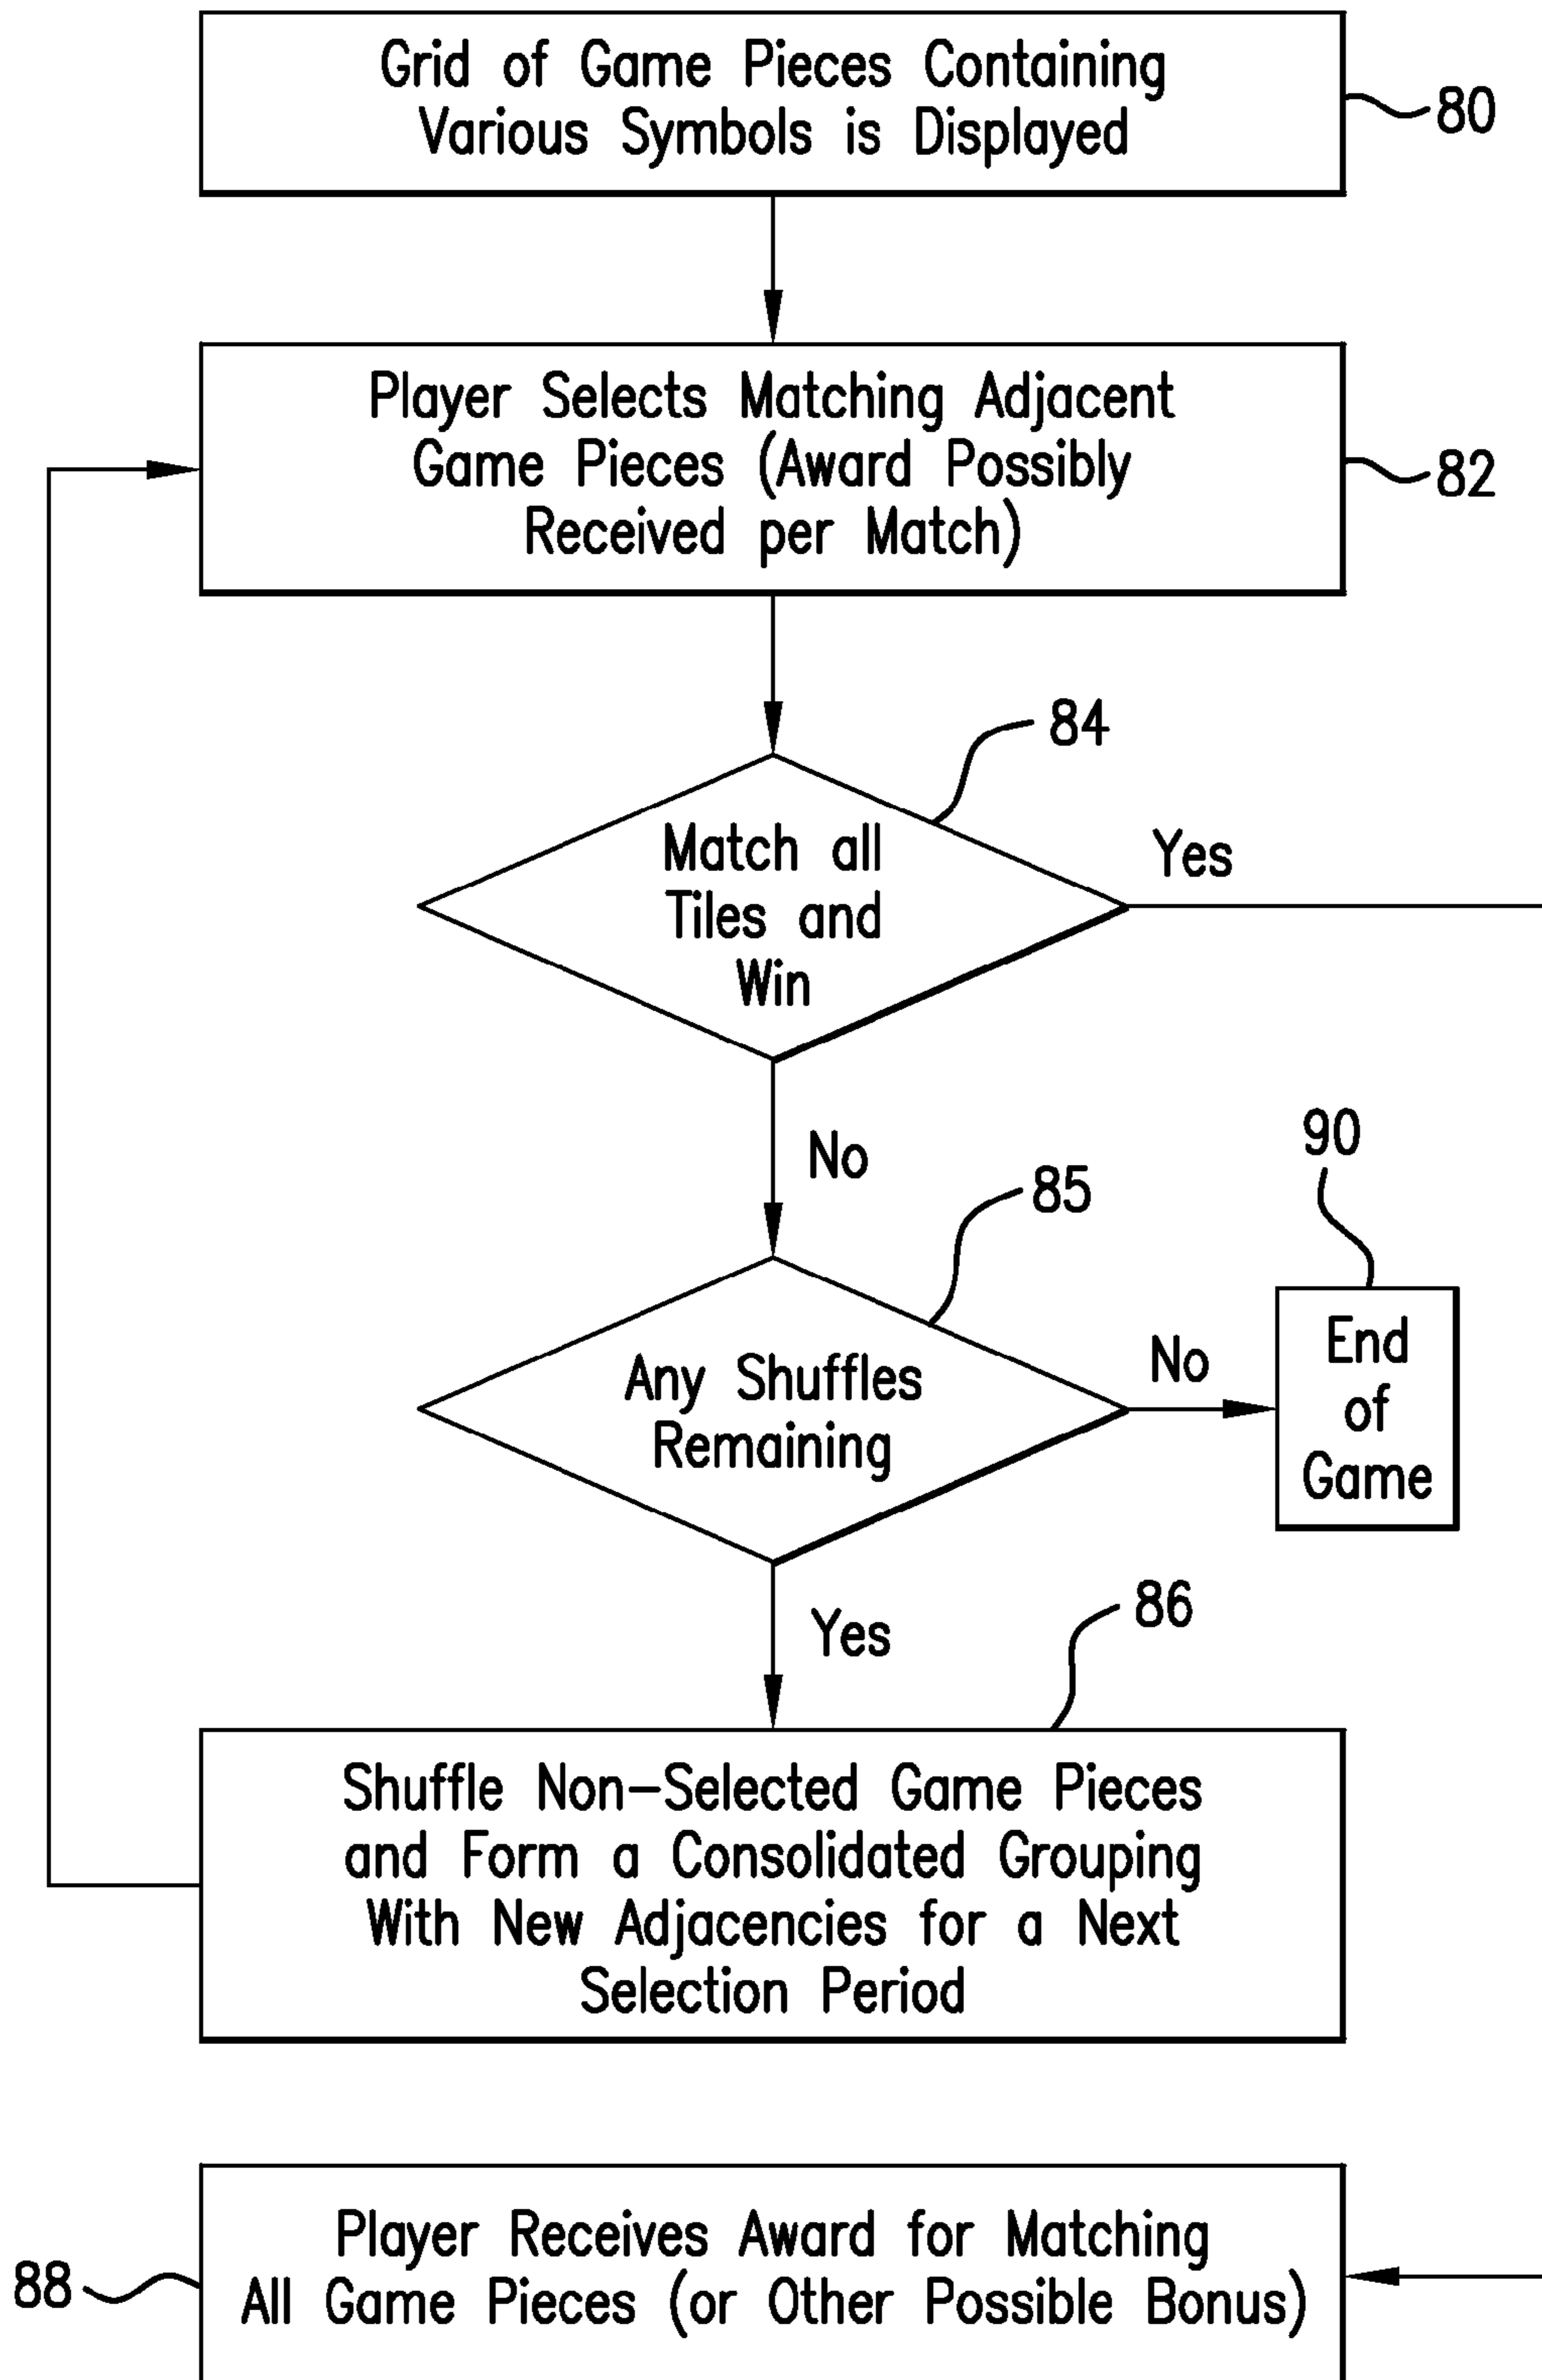 Grid of Game Pieces Containing
Various Symbols is Displayed
80
Player Selects Matching Adjacent
Game Pieces (Award Possibly
Received per Match)
82
84
Match all
Tiles and
Win
Yes
No
90
85
Any Shuffles
Remaining
No
End
of
Game
Yes
86
Shuffle Non-Selected Game Pieces
and Form a Consolidated Grouping
With New Adjacencies for a Next
Selection Period
88
Player Receives Award for Matching
All Game Pieces (or Other Possible Bonus)